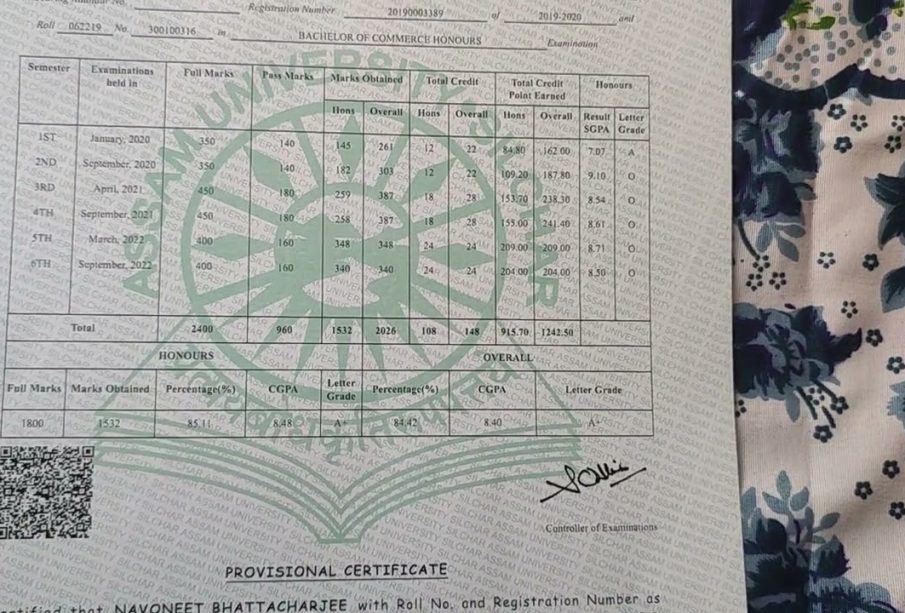 Registration Number 20190003389 of 2019-2020 and
Roll 062219 No. 300100316 in BACHELOR OF COMMERCE HONOURS Examination
Semester Examinations held in Full Marks Pass Marks Marks Obtained Total Credit Total Credit Point Earned Honours
Hons Overall Hons Overall Hons Overall Result SGPA Letter Grade
1ST January, 2020 350 140 145 261 12 22 84.80 162.00 7.07 A
2ND September, 2020 350 140 182 303 12 22 109.20 187.80 9.10 O
3RD April, 2021 450 180 259 387 18 28 153.70 238.30 8.54 O
4TH September, 2021 450 180 258 387 18 28 155.00 241.40 8.61 O
5TH March, 2022 400 160 348 348 24 24 209.00 209.00 8.71 O
6TH September, 2022 400 160 340 340 24 24 204.00 204.00 8.50 O
Total 2400 960 1532 2026 108 148 915.70 1242.50
HONOURS OVERALL
Full Marks Marks Obtained Percentage(%) CGPA Letter Grade Percentage(%) CGPA Letter Grade
1800 1532 85.11 8.48 A+ 84.42 8.40 A+
ASSAM UNIVERSITY SILCHAR
Controller of Examinations
PROVISIONAL CERTIFICATE
that NAVONEET BHATTACHARJEE with Roll No. and Registration Number as